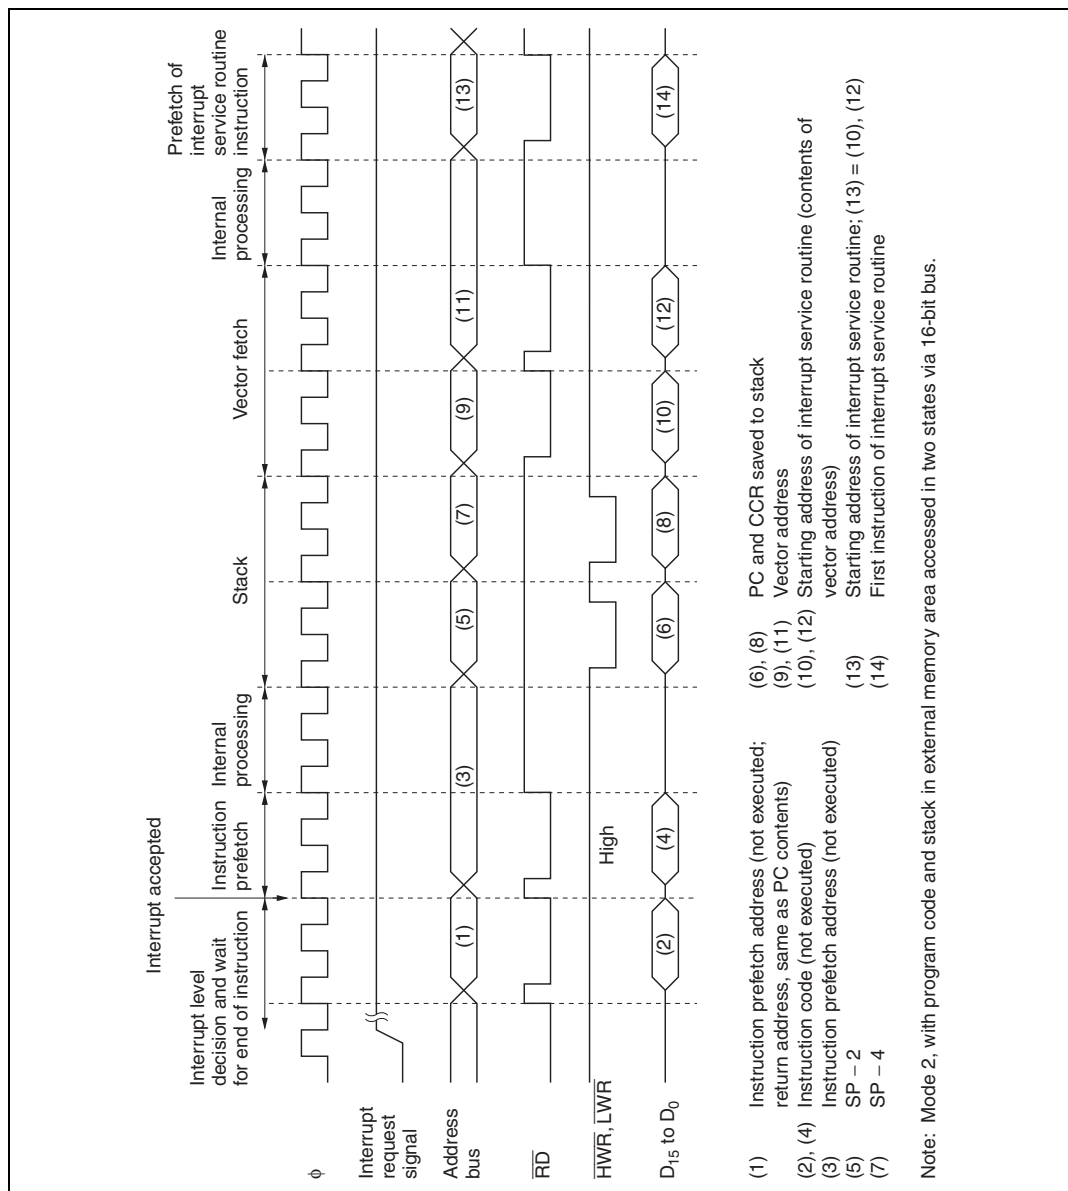 Interrupt accepted
Interrupt level
decision and wait
for end of instruction
Instruction
prefetch
Internal
processing
Stack
Vector fetch
Internal
processing
Prefetch of
interrupt
service routine
instruction
φ
Interrupt
request
signal
Address
bus
(1)
(3)
(5)
(7)
(9)
(11)
(13)
RD
HWR, LWR
High
D15 to D0
(2)
(4)
(6)
(8)
(10)
(12)
(14)
(1) Instruction prefetch address (not executed;
return address, same as PC contents)
(2), (4) Instruction code (not executed)
(3) Instruction prefetch address (not executed)
(5) SP – 2
(7) SP – 4
(6), (8) PC and CCR saved to stack
(9), (11) Vector address
(10), (12) Starting address of interrupt service routine (contents of
vector address)
(13) Starting address of interrupt service routine; (13) = (10), (12)
(14) First instruction of interrupt service routine
Note: Mode 2, with program code and stack in external memory area accessed in two states via 16-bit bus.